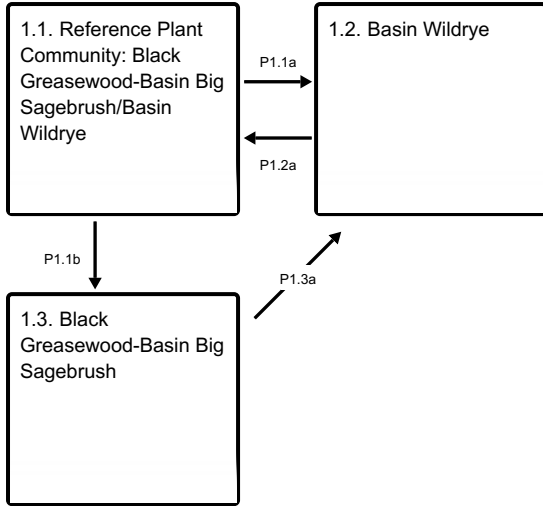 1.1. Reference Plant
Community: Black
Greasewood-Basin Big
Sagebrush/Basin
Wildrye
P1.1a
1.2. Basin Wildrye
P1.2a
P1.1b
P1.3a
1.3. Black
Greasewood-Basin Big
Sagebrush